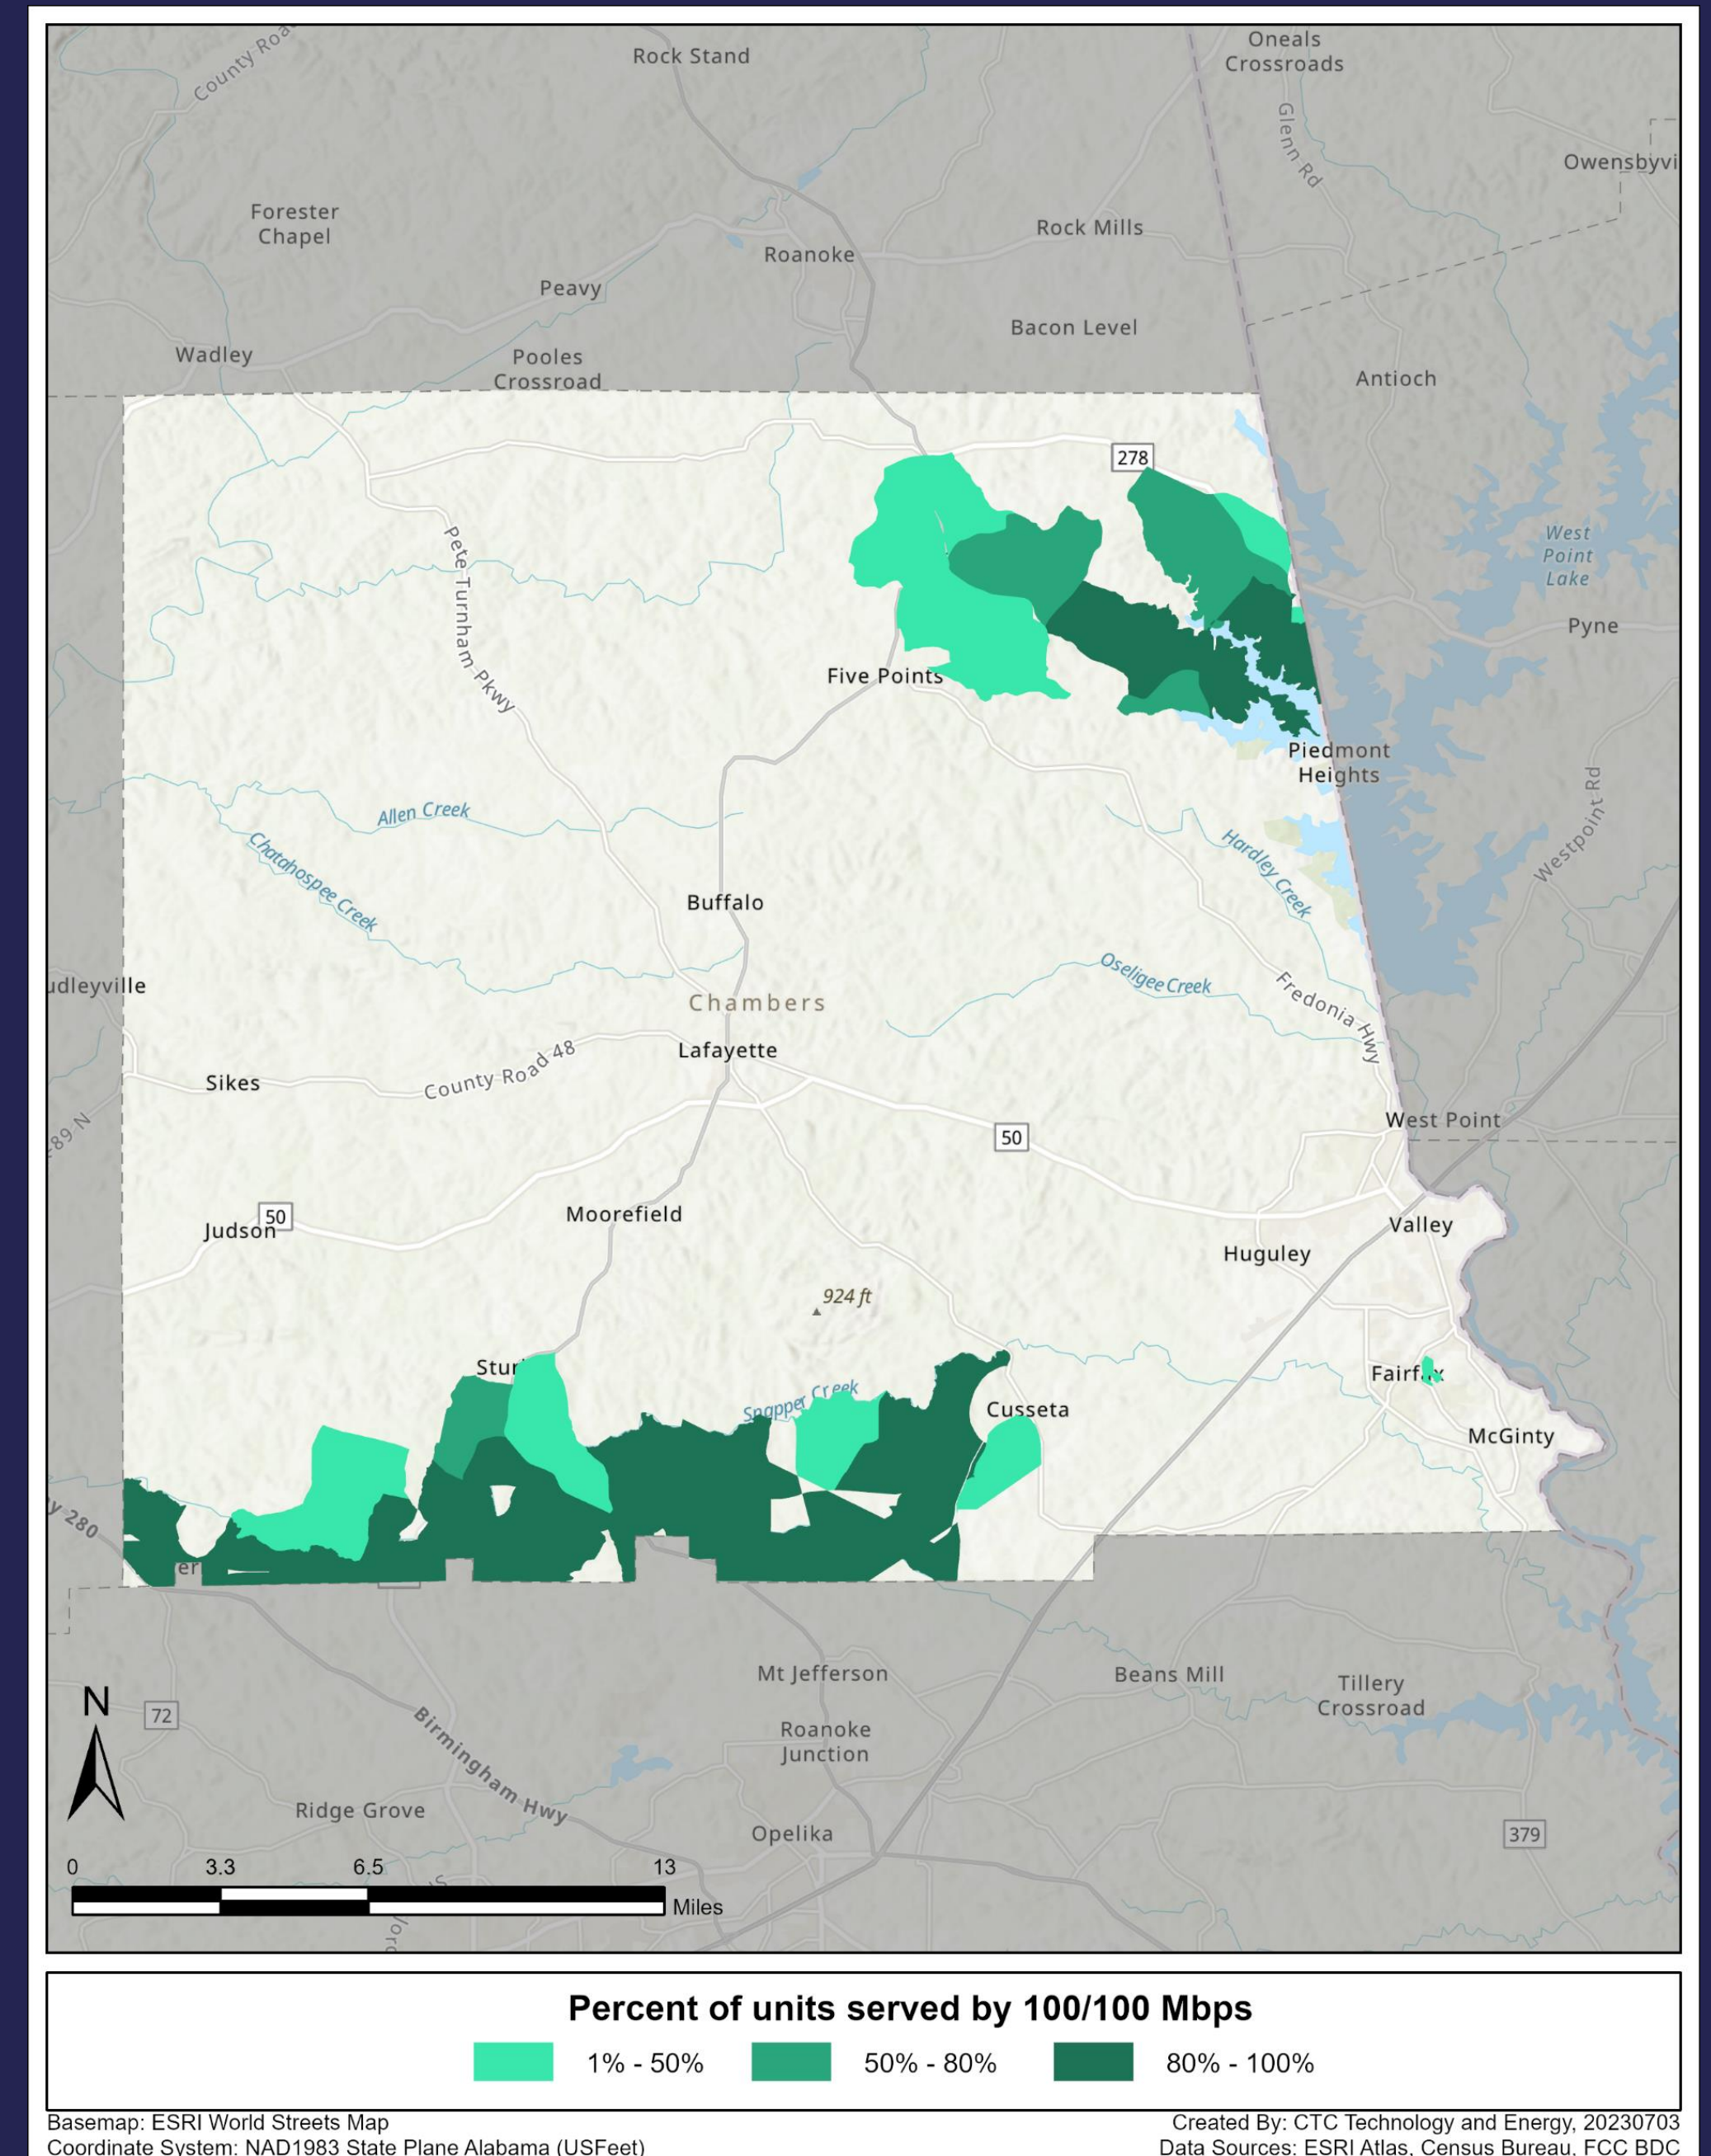 County Roa
Rock Stand
Oneals
Crossroads
Glenn Rd
Owensbyvi
Forester
Chapel
Rock Mills
Roanoke
Peavy
Bacon Level
Wadley
Pooles
Crossroad
Antioch
278
West
Point
Lake
Pete Turnham Pkwy
Pyne
Five Points
Piedmont
Heights
Westpoint Rd
Allen Creek
Chatahospee Creek
Hardley Creek
Buffalo
Oseligee Creek
udleyville
Chambers
Fredonia Hwy
Lafayette
County Road 48
Sikes
West Point
89 N
50
50
Judson
Moorefield
Valley
Huguley
924 ft
Stur
Fairfax
Snapper Creek
Cusseta
McGinty
y 280
er
Mt Jefferson
Beans Mill
Tillery
Crossroad
N
72
Roanoke
Junction
Birmingham Hwy
Ridge Grove
Opelika
379
0 3.3 6.5 13
Miles
Percent of units served by 100/100 Mbps
1% - 50% 50% - 80% 80% - 100%
Basemap: ESRI World Streets Map
Created By: CTC Technology and Energy, 20230703
Coordinate System: NAD1983 State Plane Alabama (USFeet)
Data Sources: ESRI Atlas, Census Bureau, FCC BDC